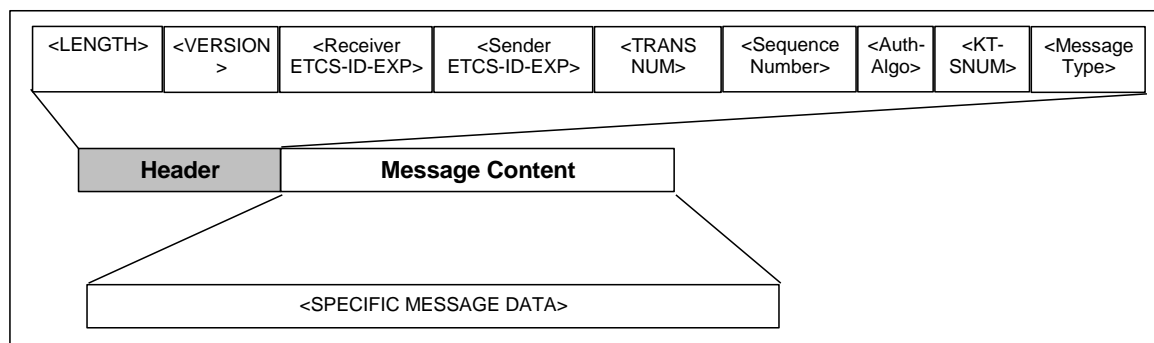 <LENGTH>
<VERSION
>
<Receiver
ETCS-ID-EXP>
<Sender
ETCS-ID-EXP>
<TRANS
NUM>
<Sequence
Number>
<Auth-
Algo>
<KT-
SNUM>
<Message
Type>
Header
Message Content
<SPECIFIC MESSAGE DATA>